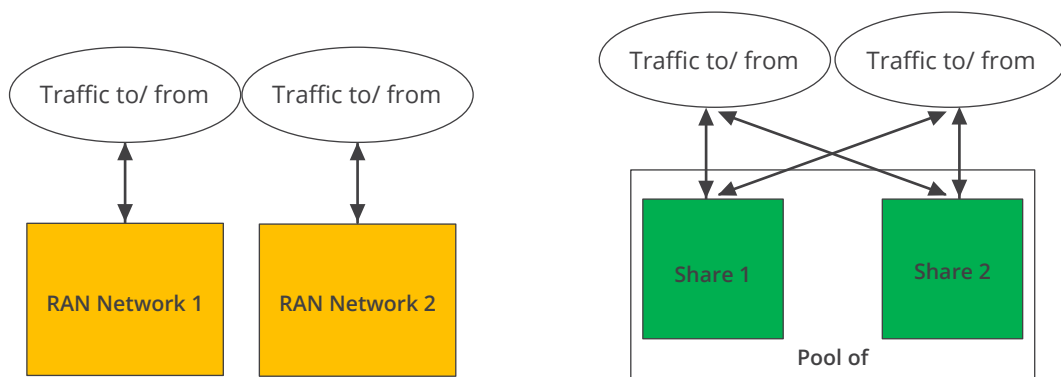 Traffic to/ from
Traffic to/ from
RAN Network 1
RAN Network 2
Traffic to/ from
Traffic to/ from
Share 1
Share 2
Pool of